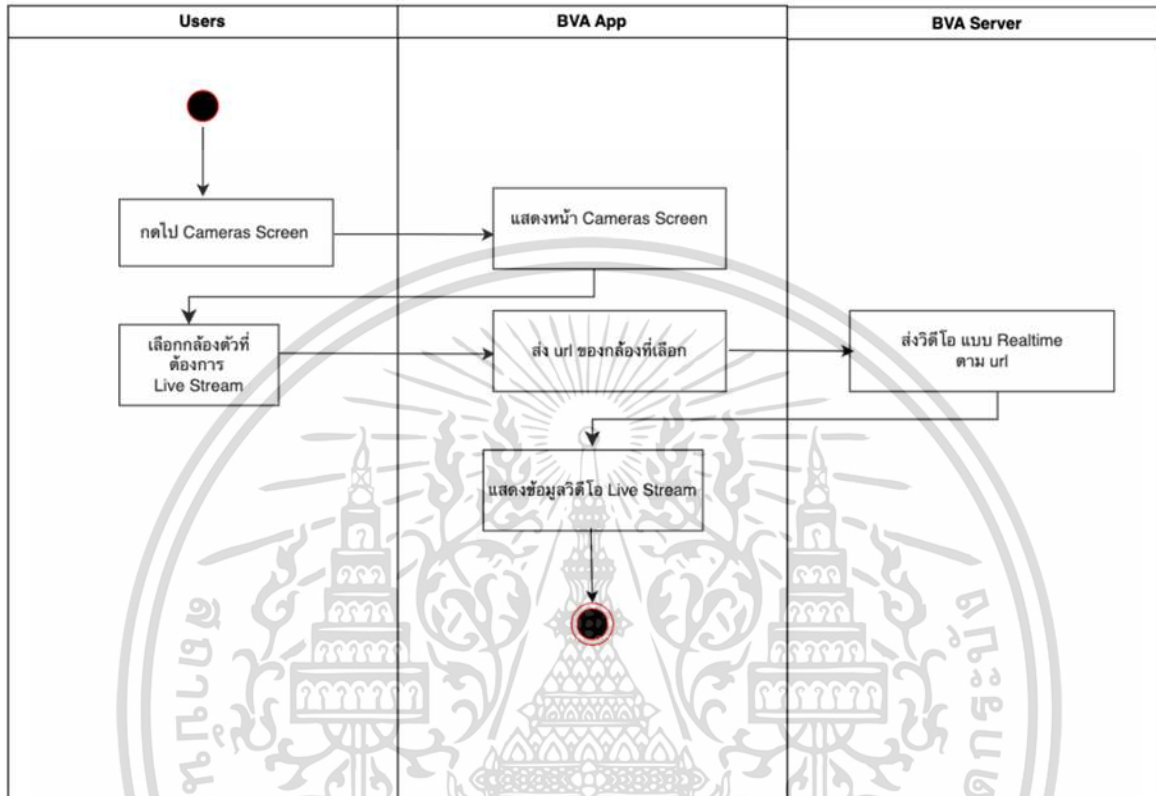 Users
BVA App
BVA Server
กดไป Cameras Screen
แสดงหน้า Cameras Screen
เลือกกล้องตัวที่
ต้องการ
Live Stream
ส่ง url ของกล้องที่เลือก
ส่งวิดีโอ แบบ Realtime
ตาม url
แสดงข้อมูลวิดีโอ Live Stream